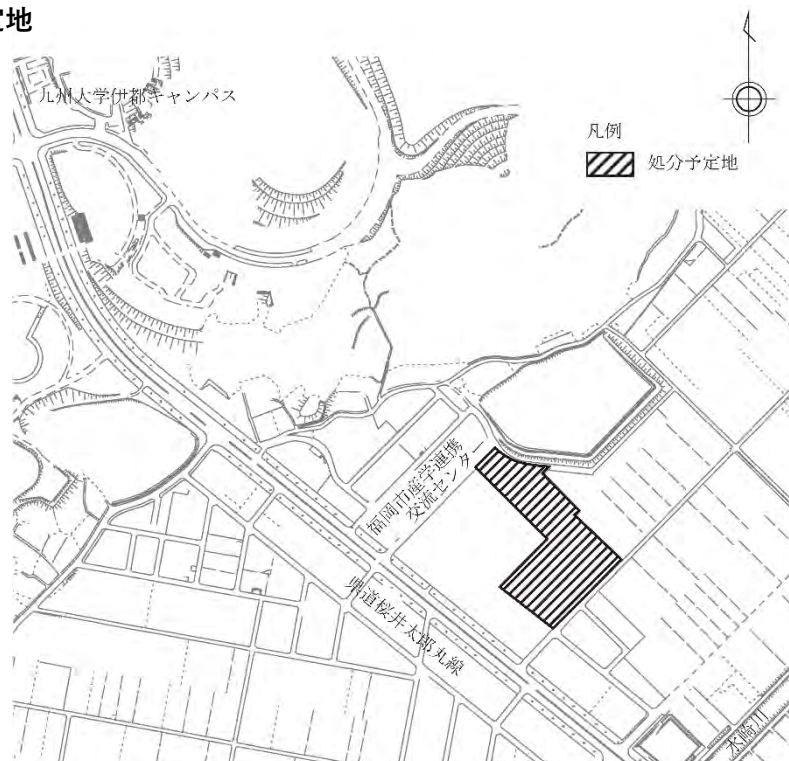 定地
九州大学伊都キャンパス
凡例
処分予定地
福岡市産学連携
交流センター
県道桜井太郎丸線
水崎川